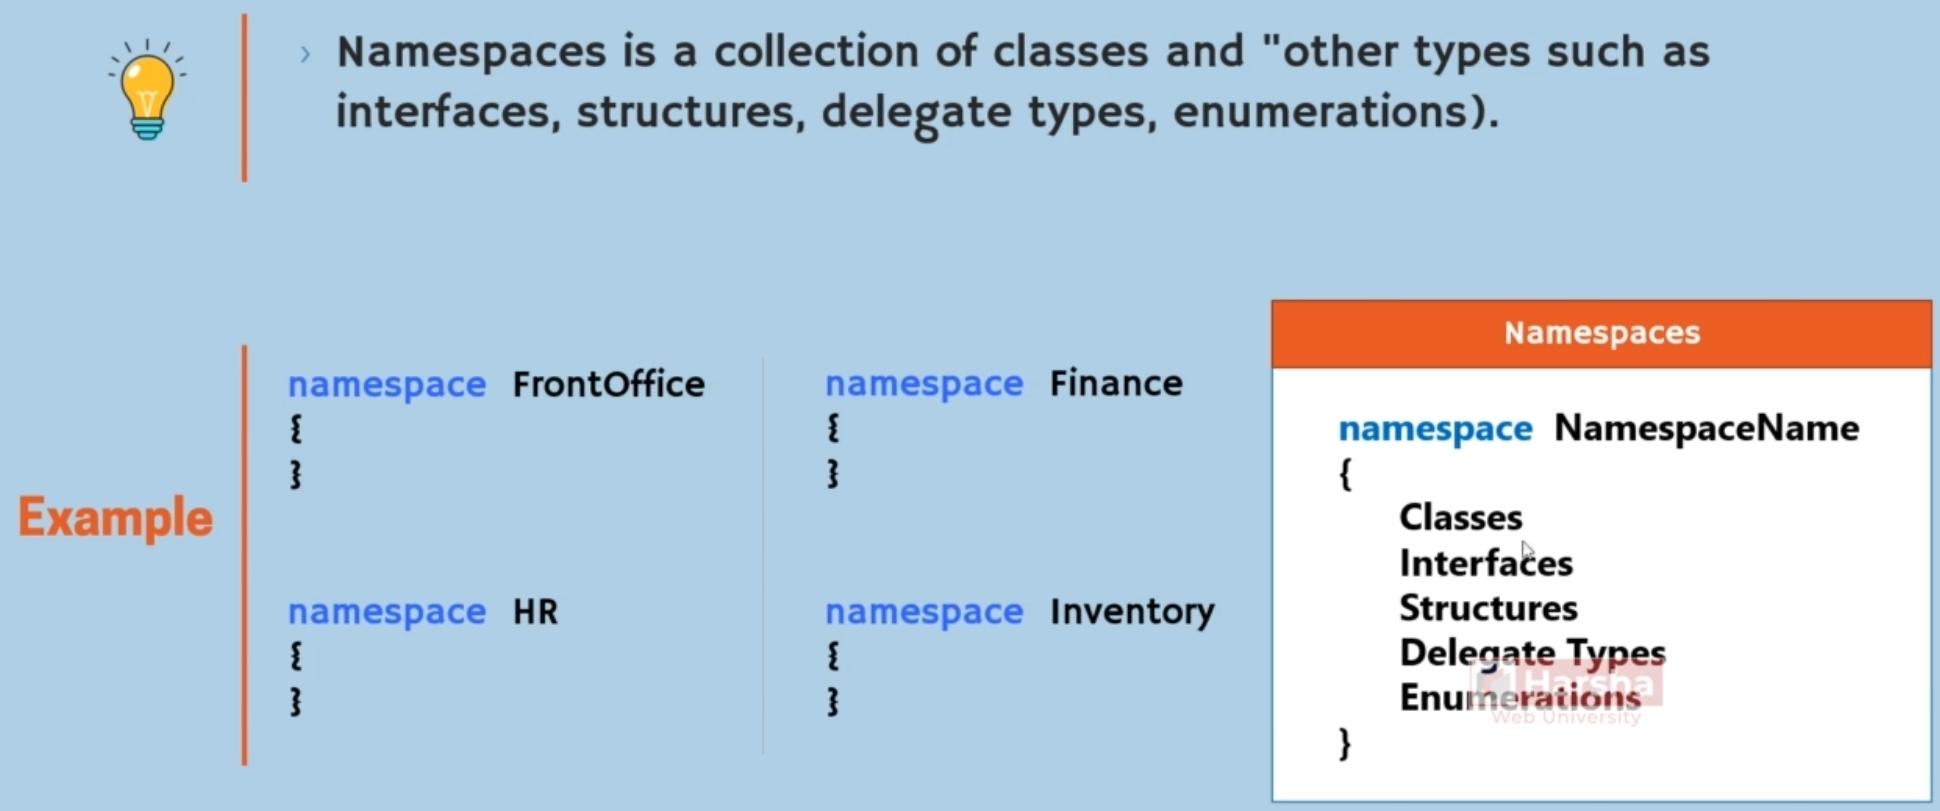 › Namespaces is a collection of classes and "other types such as
interfaces, structures, delegate types, enumerations).
Example
namespace FrontOffice
{
}
namespace Finance
{
}
namespace HR
{
}
namespace Inventory
{
}
Namespaces
namespace NamespaceName
{
Classes
Interfaces
Structures
Delegate Types
Enumerations
}
Harsha
Web University